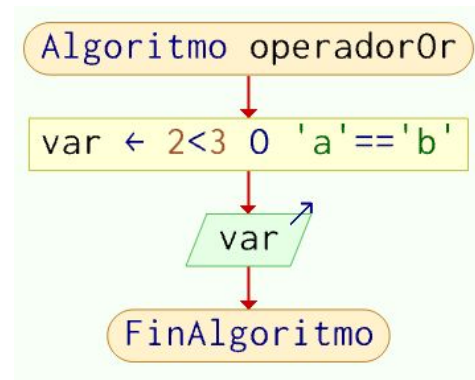 Algoritmo operadorOr
var ← 2<3 O 'a'=='b'
var
FinAlgoritmo